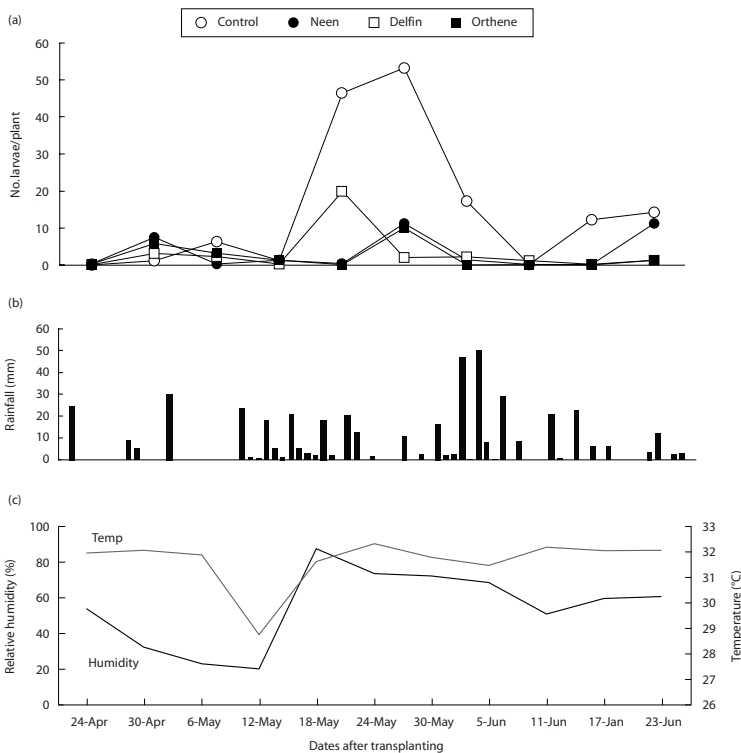 (a)
Control Neen Delfin Orthene
60
50
40
30
20
10
0
No.larvae/plant
(b)
60
50
40
30
20
10
0
Rainfall (mm)
(c)
100
80
60
40
20
0
Relative humidity (%)
Temp
Humidity
33
32
31
30
29
28
27
26
Temperature (°C)
24-Apr 30-Apr 6-May 12-May 18-May 24-May 30-May 5-Jun 11-Jun 17-Jan 23-Jun
Dates after transplanting